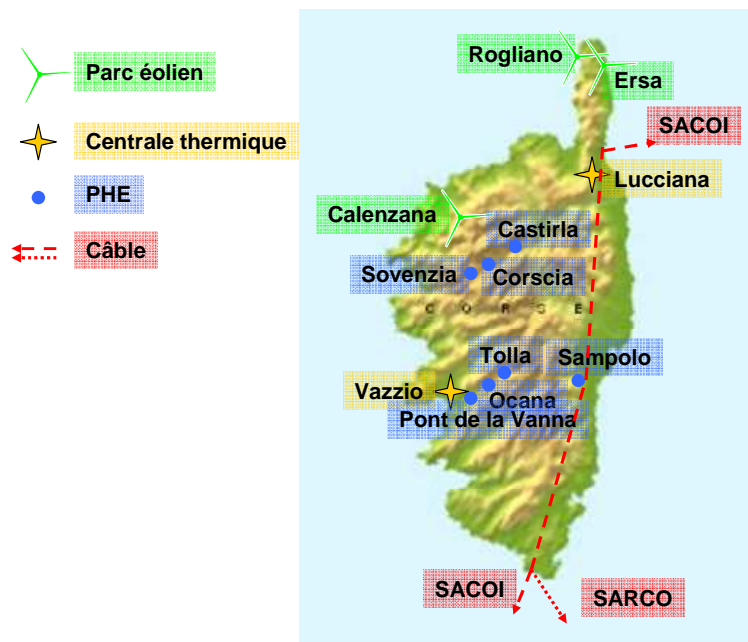 Parc éolien
Centrale thermique
PHE
Câble
Rogliano
Ersa
SACOI
Lucciana
Calenzana
Castirla
Sovenzia
Corscia
C O R S E
Tolla
Sampolo
Vazzio
Ocana
Pont de la Vanna
SACOI
SARCO